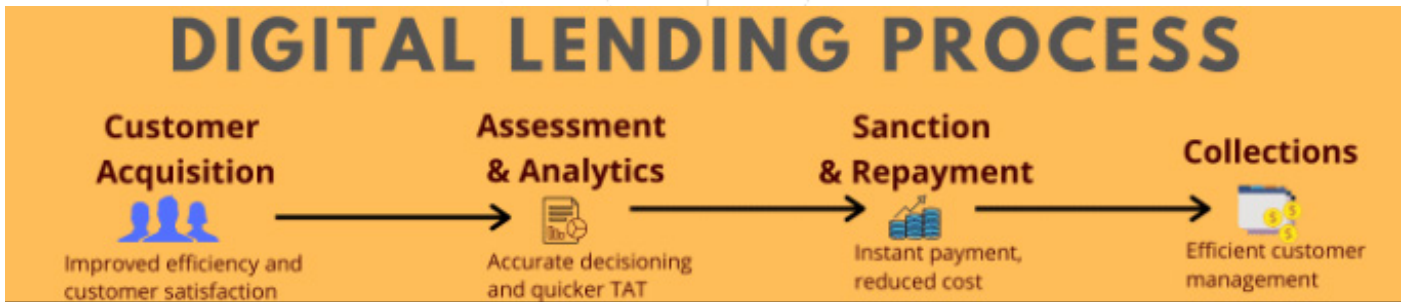 DIGITAL LENDING PROCESS
Customer
Acquisition
Improved efficiency and
customer satisfaction
Assessment
& Analytics
Accurate decisioning
and quicker TAT
Sanction
& Repayment
Instant payment,
reduced cost
Collections
Efficient customer
management